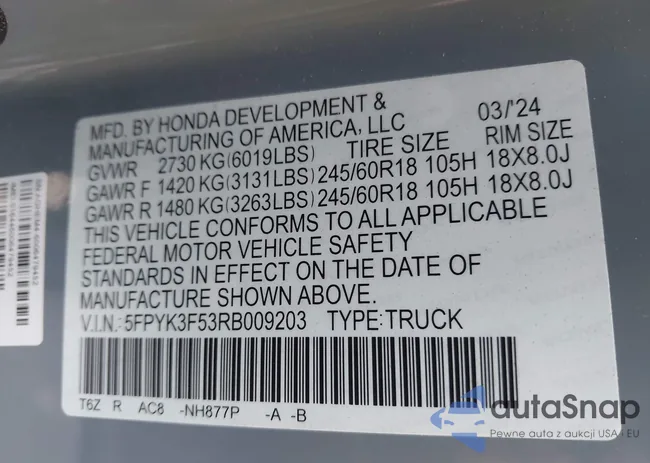 MFD. BY HONDA DEVELOPMENT & 03/'24
MANUFACTURING OF AMERICA, LLC
GVWR 2730 KG(6019LBS) TIRE SIZE RIM SIZE
GAWR F 1420 KG(3131LBS) 245/60R18 105H 18X8.0J
GAWR R 1480 KG(3263LBS) 245/60R18 105H 18X8.0J
THIS VEHICLE CONFORMS TO ALL APPLICABLE
FEDERAL MOTOR VEHICLE SAFETY
STANDARDS IN EFFECT ON THE DATE OF
MANUFACTURE SHOWN ABOVE.
V.I.N.: 5FPYK3F53RB009203 TYPE:TRUCK
T6Z R AC8 -NH877P -A -B
autaSnap
Pewne auta z aukcji USA i EU